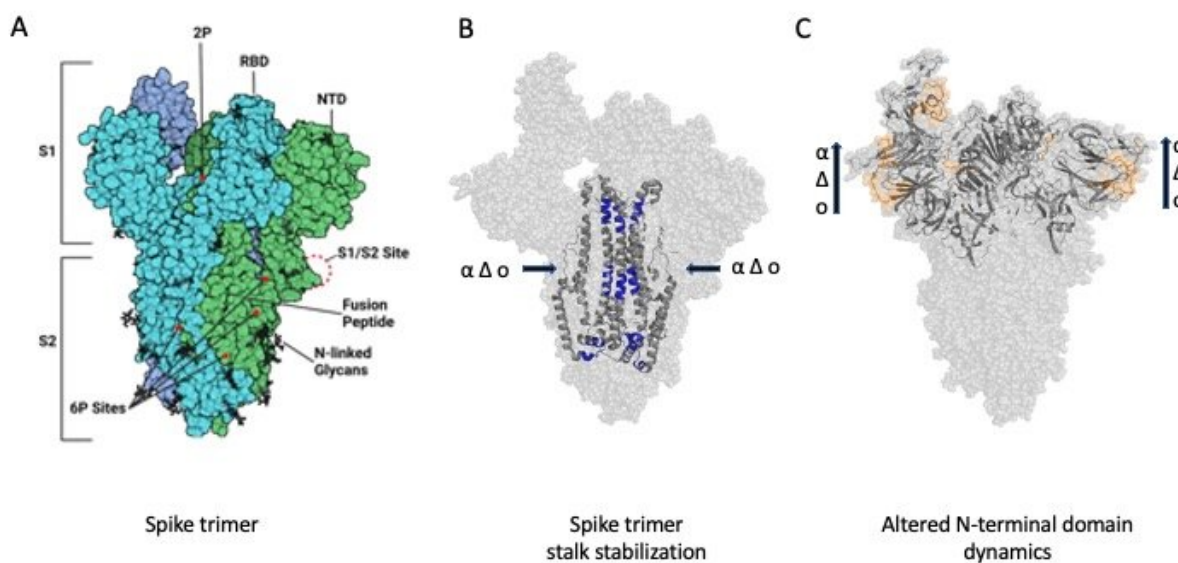 A
2P
RBD
NTD
S1
S1/S2 Site
Fusion
Peptide
S2
N-linked
Glycans
6P Sites
Spike trimer
B
α Δ o
α Δ o
Spike trimer
stalk stabilization
C
α
Δ
o
α
Δ
o
Altered N-terminal domain
dynamics